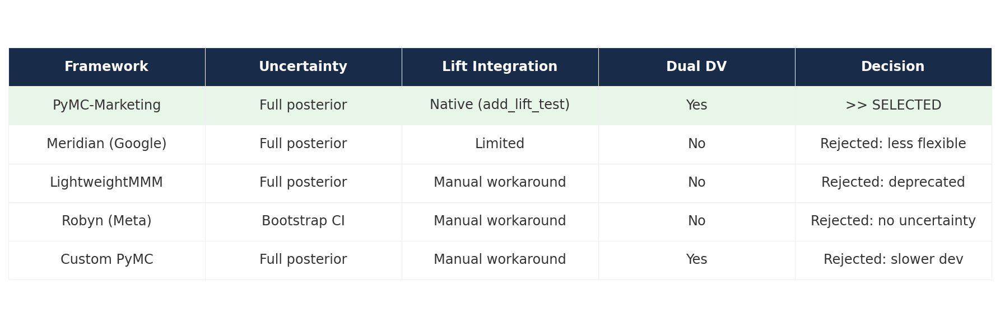 Framework Uncertainty Lift Integration Dual DV Decision
PyMC-Marketing Full posterior Native (add_lift_test) Yes >> SELECTED
Meridian (Google) Full posterior Limited No Rejected: less flexible
LightweightMMM Full posterior Manual workaround No Rejected: deprecated
Robyn (Meta) Bootstrap CI Manual workaround No Rejected: no uncertainty
Custom PyMC Full posterior Manual workaround Yes Rejected: slower dev